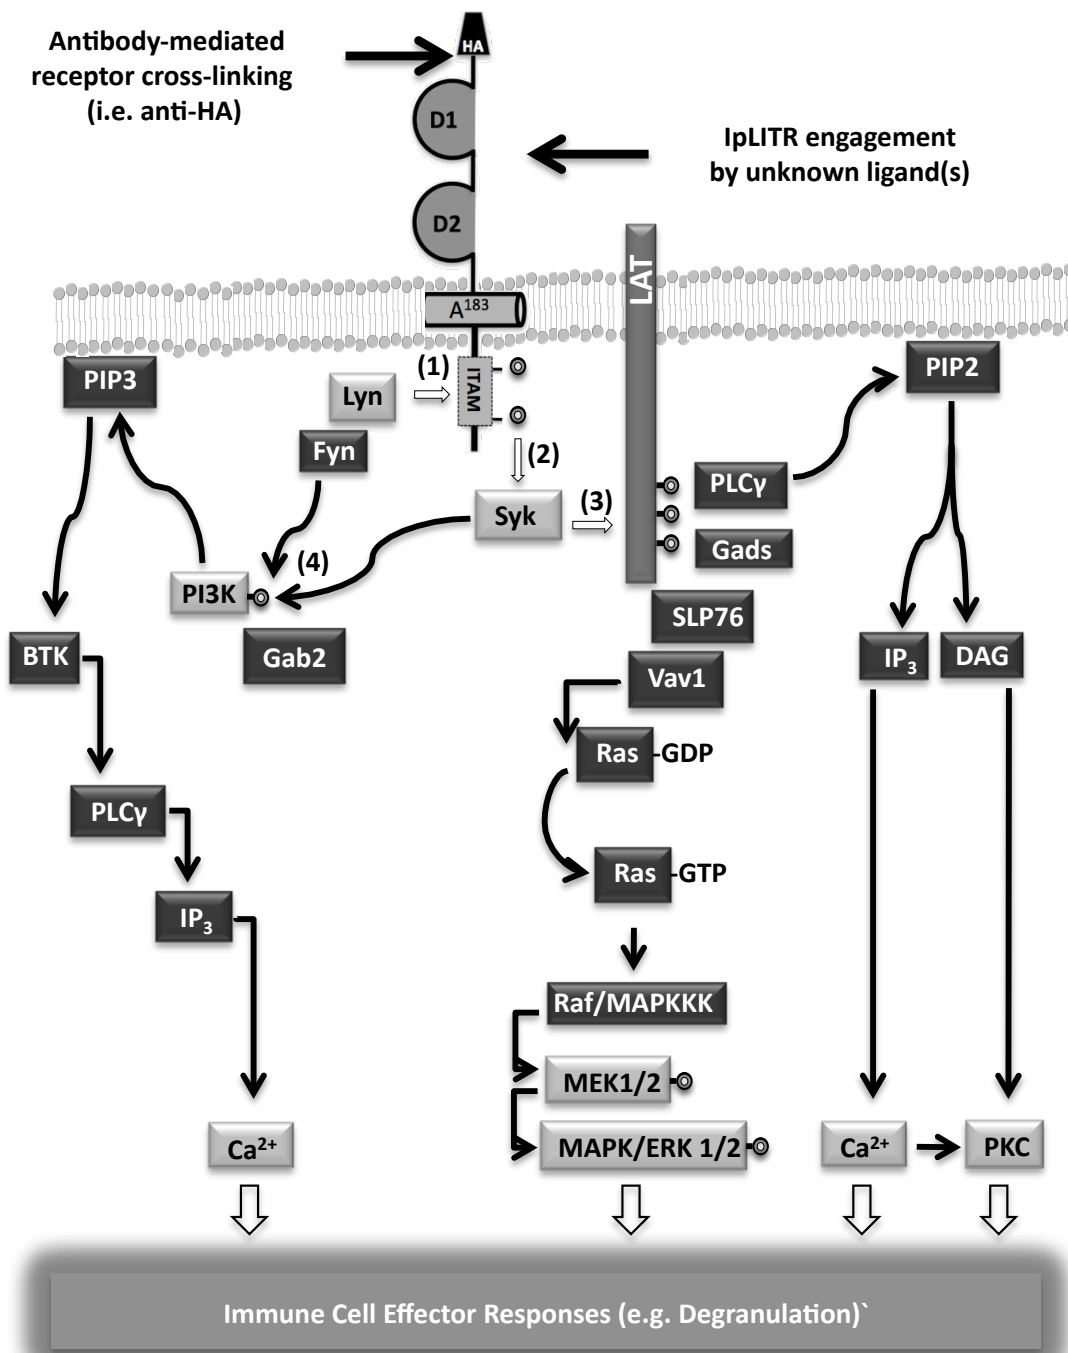 Antibody-mediated
receptor cross-linking
(i.e. anti-HA)
HA
D1
IpLITR engagement
by unknown ligand(s)
D2
LAT
A¹⁸³
PIP3
(1)
ITAM
PIP2
Lyn
Fyn
(2)
PLCγ
Syk
(3)
Gads
(4)
PI3K
SLP76
BTK
Gab2
IP₃
DAG
Vav1
Ras
-GDP
PLCγ
Ras
-GTP
IP₃
Raf/MAPKKK
MEK1/2
Ca²⁺
MAPK/ERK 1/2
Ca²⁺
PKC
Immune Cell Effector Responses (e.g. Degranulation)`